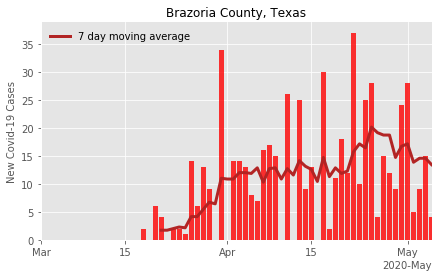 Brazoria County, Texas
7 day moving average
New Covid-19 Cases
35
30
25
20
15
10
5
0
Mar
15
Apr
15
May
2020-May